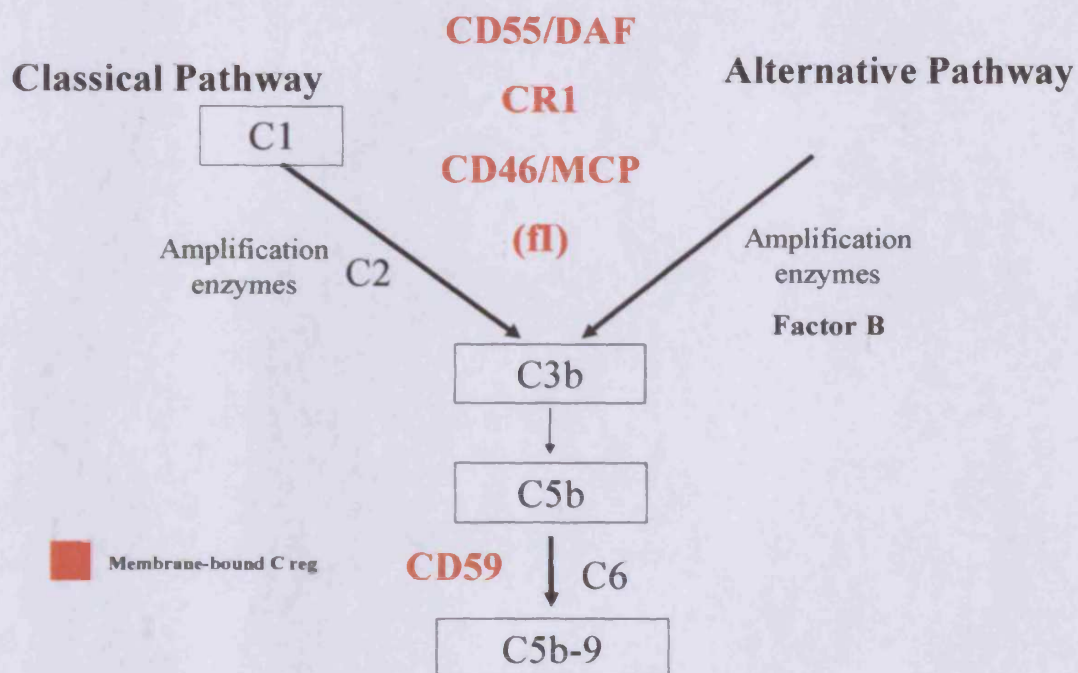 CD55/DAF
Classical Pathway
Alternative Pathway
CR1
C1
CD46/MCP
(fI)
Amplification
enzymes
C2
Amplification
enzymes
Factor B
C3b
C5b
Membrane-bound C reg
CD59
C6
C5b-9